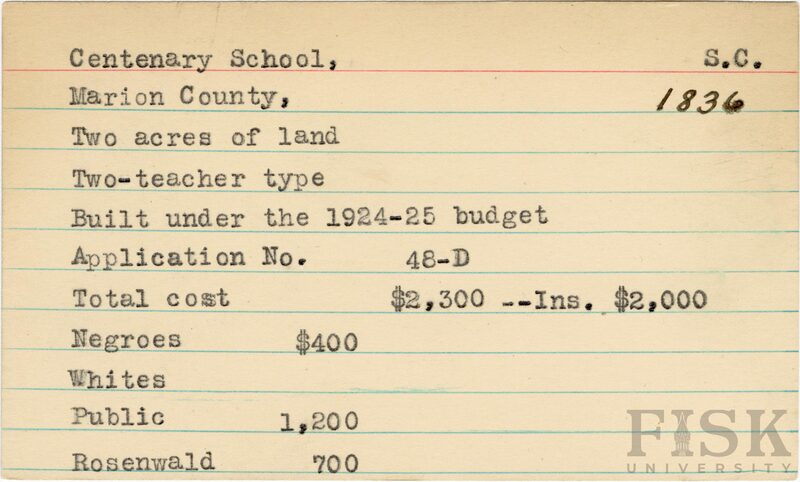 Centenary School, S.C.
Marion County, 1836
Two acres of land
Two-teacher type
Built under the 1924-25 budget
Application No. 48-D
Total cost $2,300 --Ins. $2,000
Negroes $400
Whites
Public 1,200
Rosenwald 700
FISK
UNIVERSITY